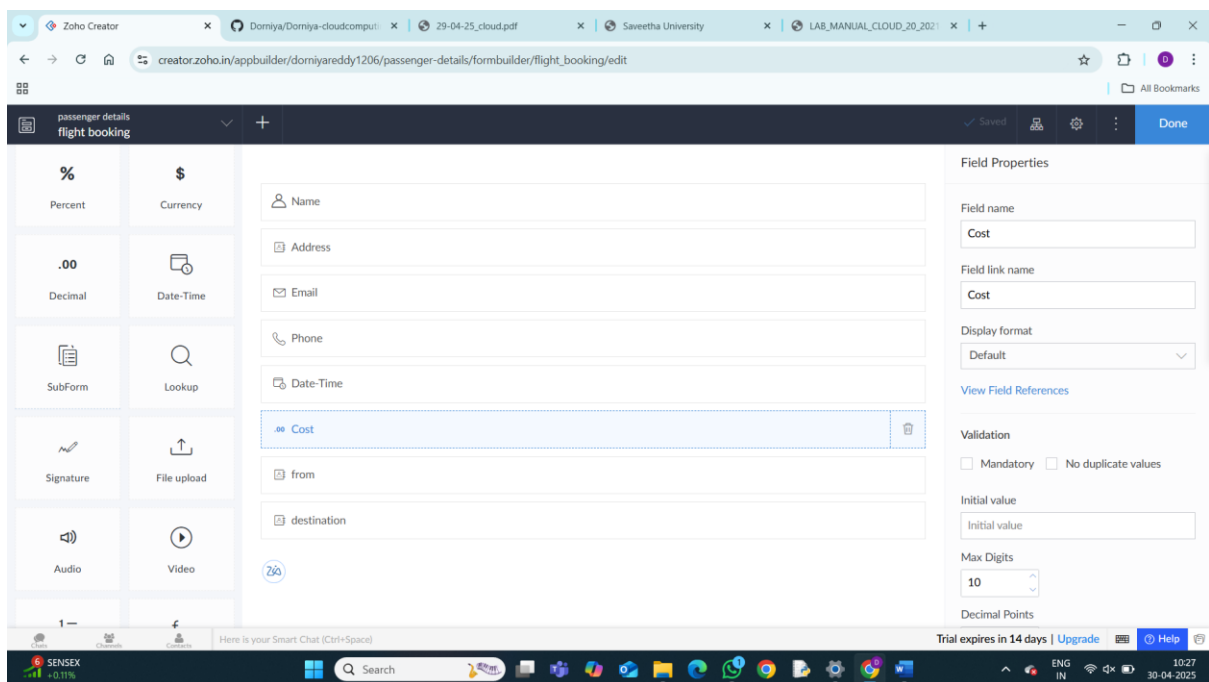 Zoho Creator
Dorniya/Dorniya-cloudcomputi
29-04-25_cloud.pdf
Saveetha University
LAB_MANUAL_CLOUD_20_2021
creator.zoho.in/appbuilder/dorniyareddy1206/passenger-details/formbuilder/flight_booking/edit
D
All Bookmarks
passenger details
flight booking
Saved
Done
%
Percent
$
Currency
.00
Decimal
Date-Time
SubForm
Lookup
Signature
File upload
Audio
Video
Name
Address
Email
Phone
Date-Time
.00 Cost
from
destination
Zia
Field Properties
Field name
Cost
Field link name
Cost
Display format
Default
View Field References
Validation
Mandatory
No duplicate values
Initial value
Initial value
Max Digits
10
Decimal Points
Chats
Channels
Contacts
Here is your Smart Chat (Ctrl+Space)
Trial expires in 14 days | Upgrade
Help
6
SENSEX
+0.11%
Search
ENG
IN
10:27
30-04-2025